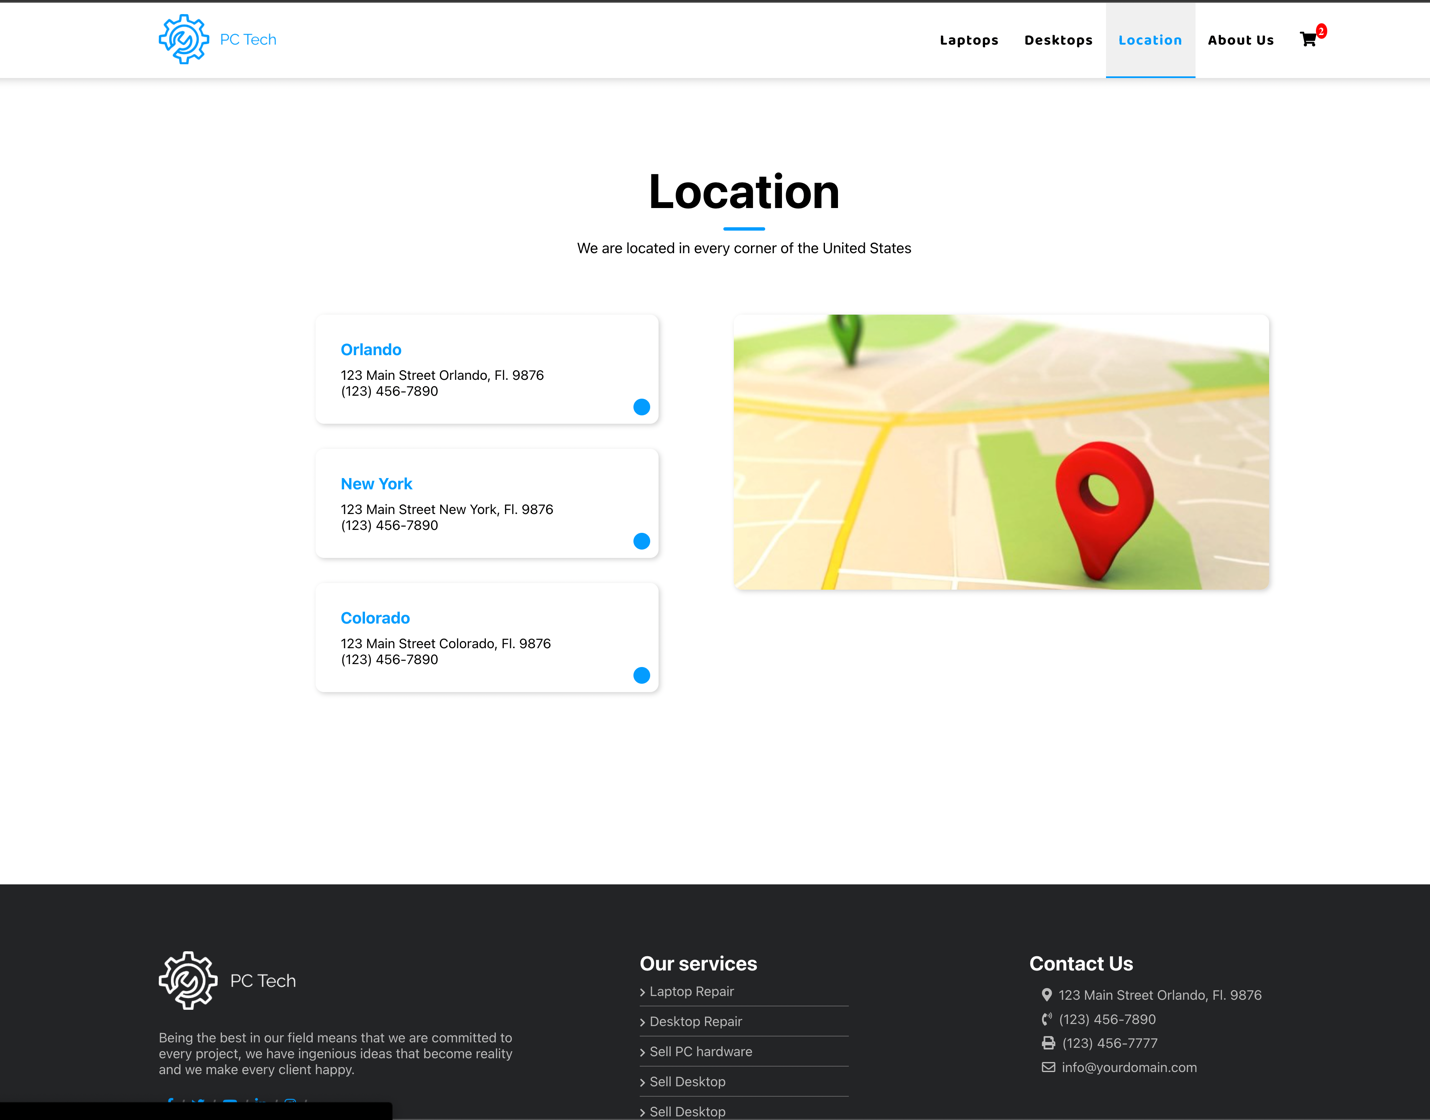 PC Tech
Laptops
Desktops
Location
About Us
2
Location
We are located in every corner of the United States
Orlando
123 Main Street Orlando, Fl. 9876
(123) 456-7890
New York
123 Main Street New York, Fl. 9876
(123) 456-7890
Colorado
123 Main Street Colorado, Fl. 9876
(123) 456-7890
PC Tech
Being the best in our field means that we are committed to
every project, we have ingenious ideas that become reality
and we make every client happy.
Our services
Laptop Repair
Desktop Repair
Sell PC hardware
Sell Desktop
Sell Desktop
Contact Us
123 Main Street Orlando, Fl. 9876
(123) 456-7890
(123) 456-7777
info@yourdomain.com